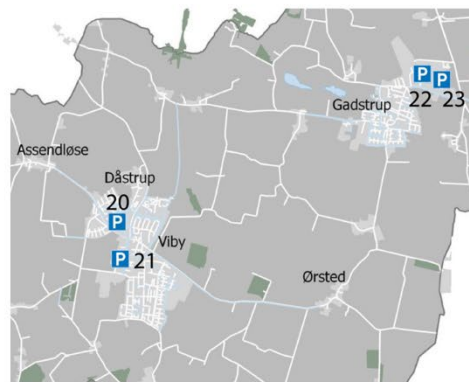 P P
Gadstrup
22 23
Assendløse
Dåstrup
20
P
Viby
P 21
Ørsted